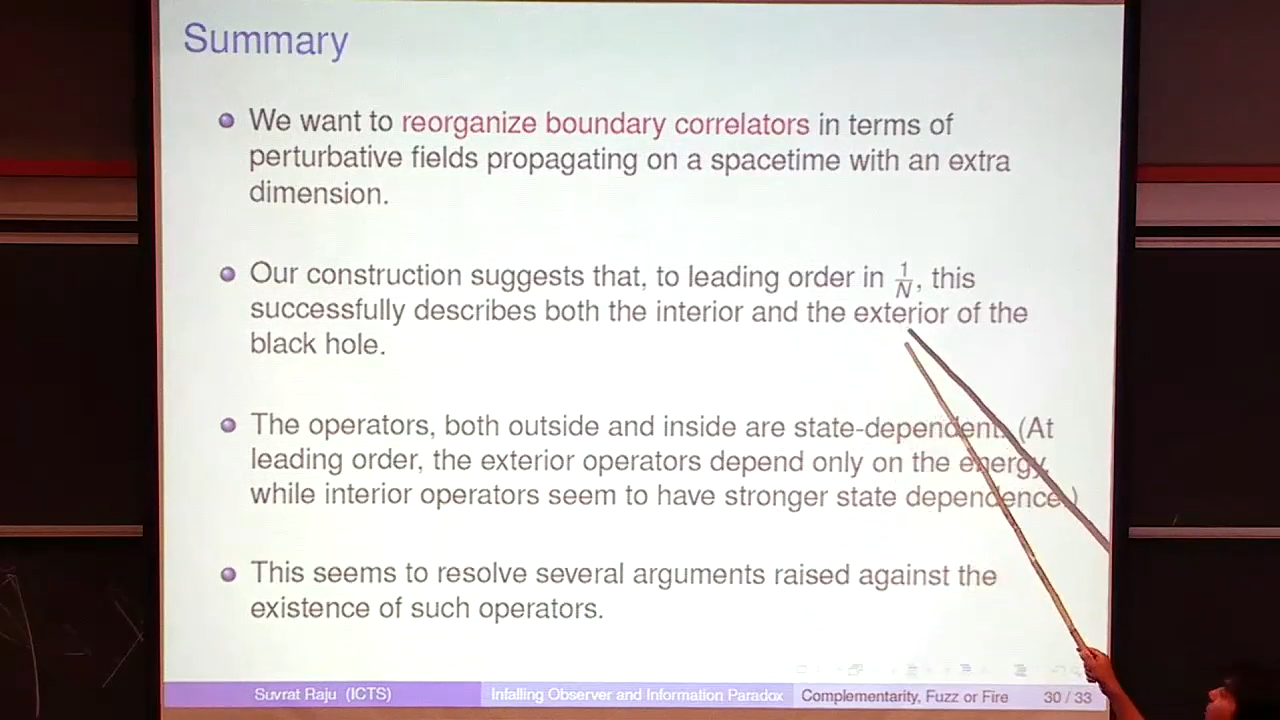 Summary
We want to reorganize boundary correlators in terms of
perturbative fields propagating on a spacetime with an extra
dimension.
Our construction suggests that, to leading order in 1/N, this
successfully describes both the interior and the exterior of the
black hole.
The operators, both outside and inside are state-dependent. (At
leading order, the exterior operators depend only on the energy,
while interior operators seem to have stronger state dependence.)
This seems to resolve several arguments raised against the
existence of such operators.
Suvrat Raju (ICTS) Infalling Observer and Information Paradox Complementarity, Fuzz or Fire 30 / 33